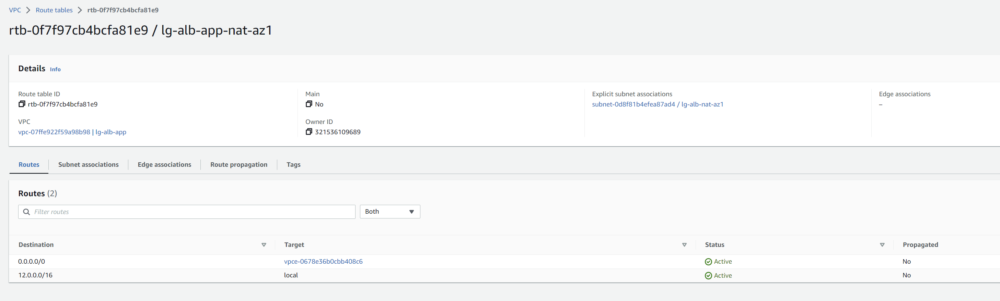 VPC > Route tables > rtb-0f7f97cb4bcfa81e9
rtb-0f7f97cb4bcfa81e9 / lg-alb-app-nat-az1
Details Info
Route table ID
rtb-0f7f97cb4bcfa81e9
VPC
vpc-07ffe922f59a98b98 | lg-alb-app
Main
No
Owner ID
321536109689
Explicit subnet associations
subnet-0d8f81b4efea87ad4 / lg-alb-nat-az1
Edge associations
–
Routes Subnet associations Edge associations Route propagation Tags
Routes (2)
Filter routes Both
Destination Target Status Propagated
0.0.0.0/0 vpce-0678e36b0cbb408c6 Active No
12.0.0.0/16 local Active No